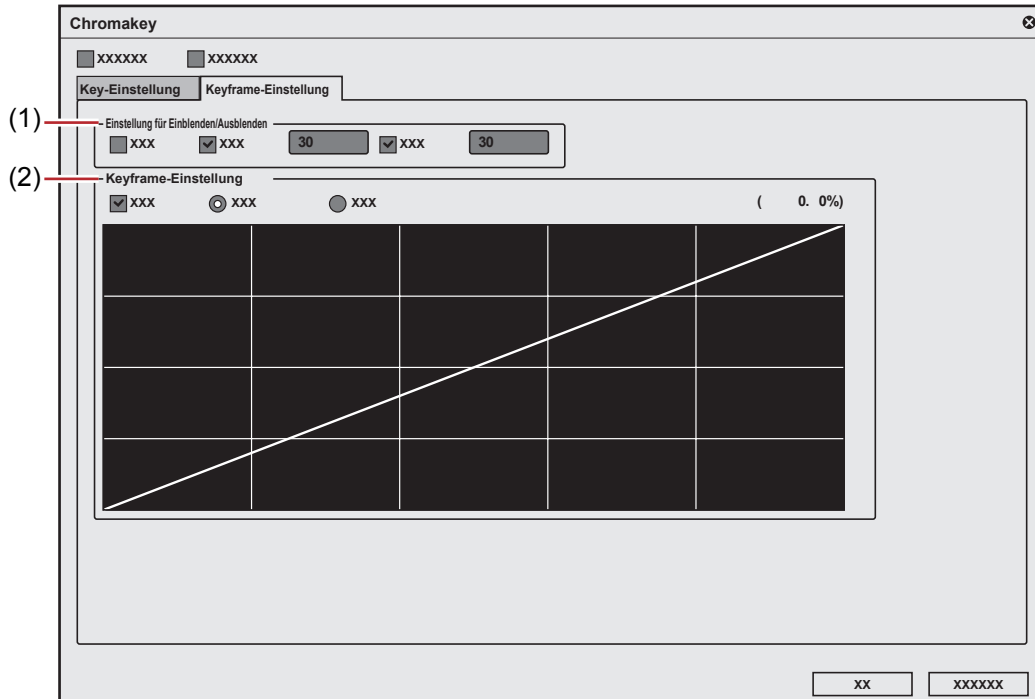 Chromakey
xxxxxx xxxxxx
Key-Einstellung Keyframe-Einstellung
(1)
Einstellung für Einblenden/Ausblenden
xxx xxx 30 xxx 30
(2)
Keyframe-Einstellung
xxx xxx xxx ( 0. 0%)
xx xxxxxx